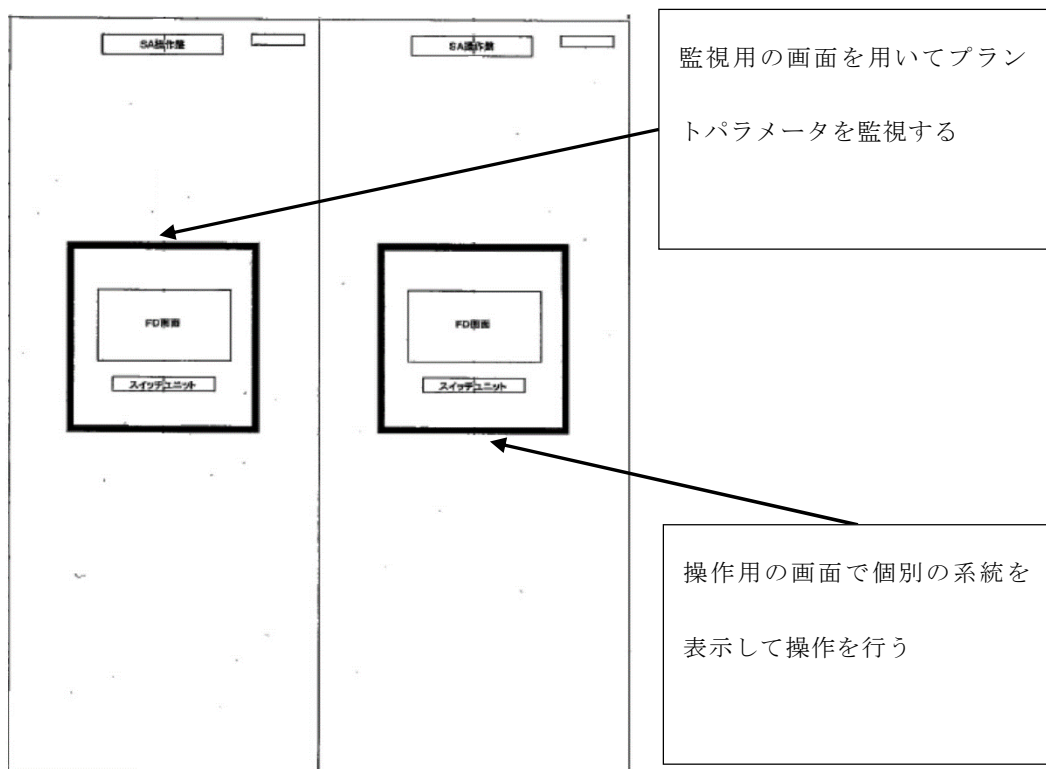 SA操作盤
SA操作盤
監視用の画面を用いてプラン
トパラメータを監視する
FD画面
スイッチユニット
FD画面
スイッチユニット
操作用の画面で個別の系統を
表示して操作を行う